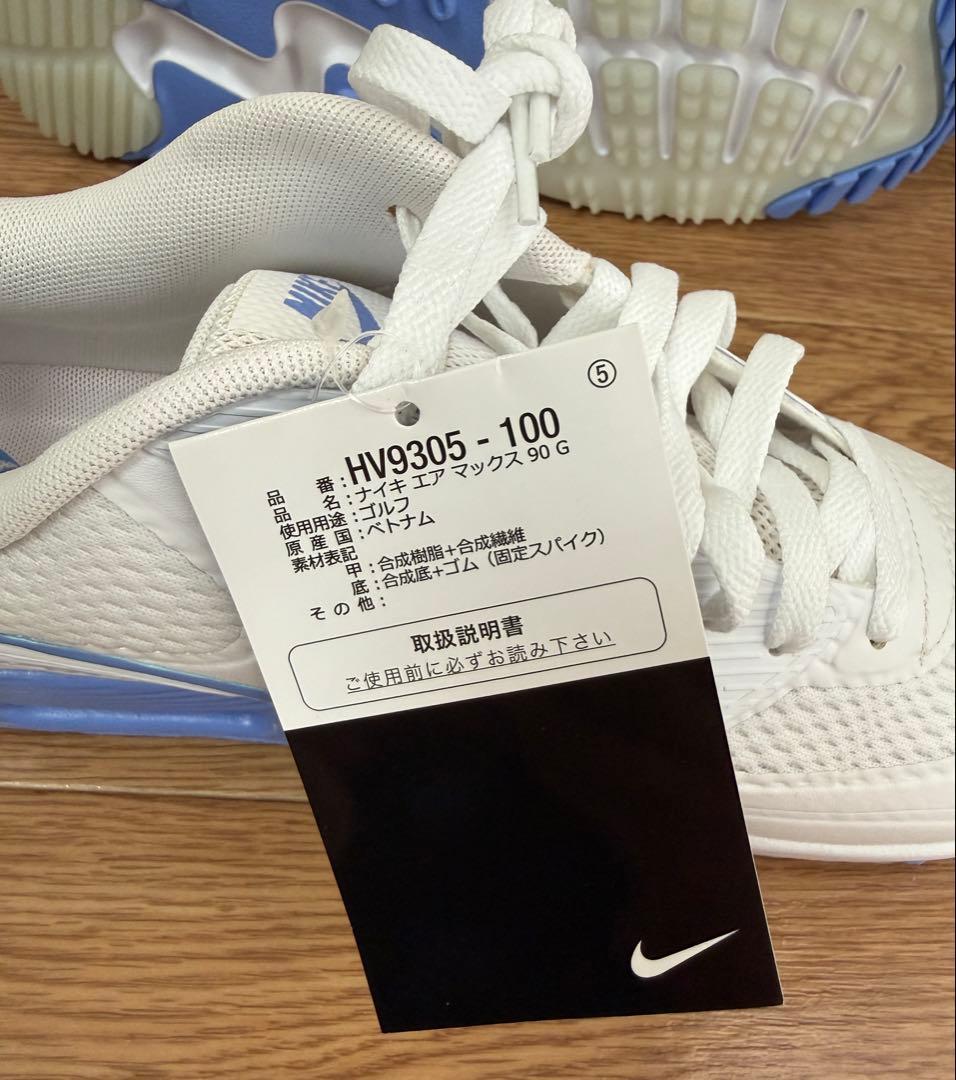 NIKE
⑤
品 番:HV9305 - 100
品 名:ナイキ エア マックス 90 G
使用用途:ゴルフ
原 産 国:ベトナム
素材表記
甲:合成樹脂+合成繊維
底:合成底+ゴム（固定スパイク）
そ の 他:
取扱説明書
ご使用前に必ずお読み下さい